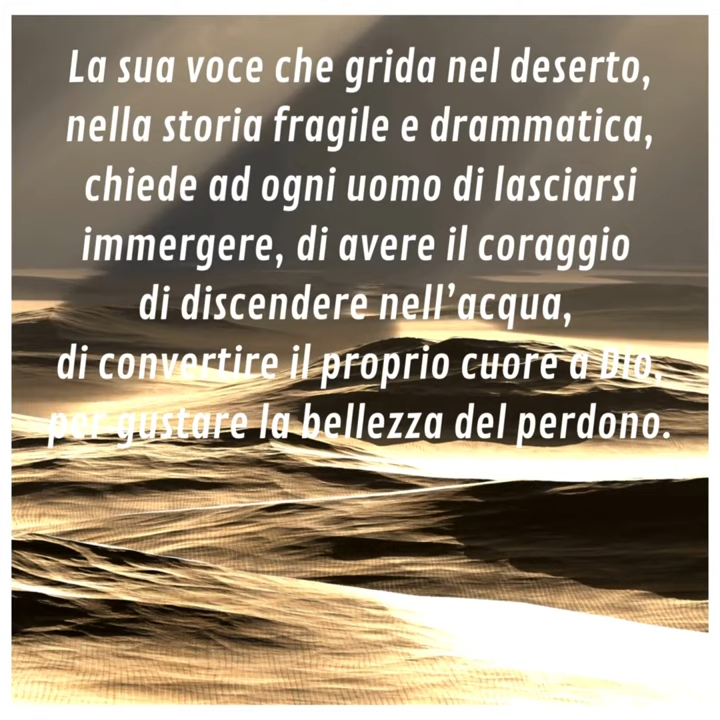 La sua voce che grida nel deserto,
nella storia fragile e drammatica,
chiede ad ogni uomo di lasciarsi
immergere, di avere il coraggio
di discendere nell’acqua,
di convertire il proprio cuore a Dio,
per gustare la bellezza del perdono.